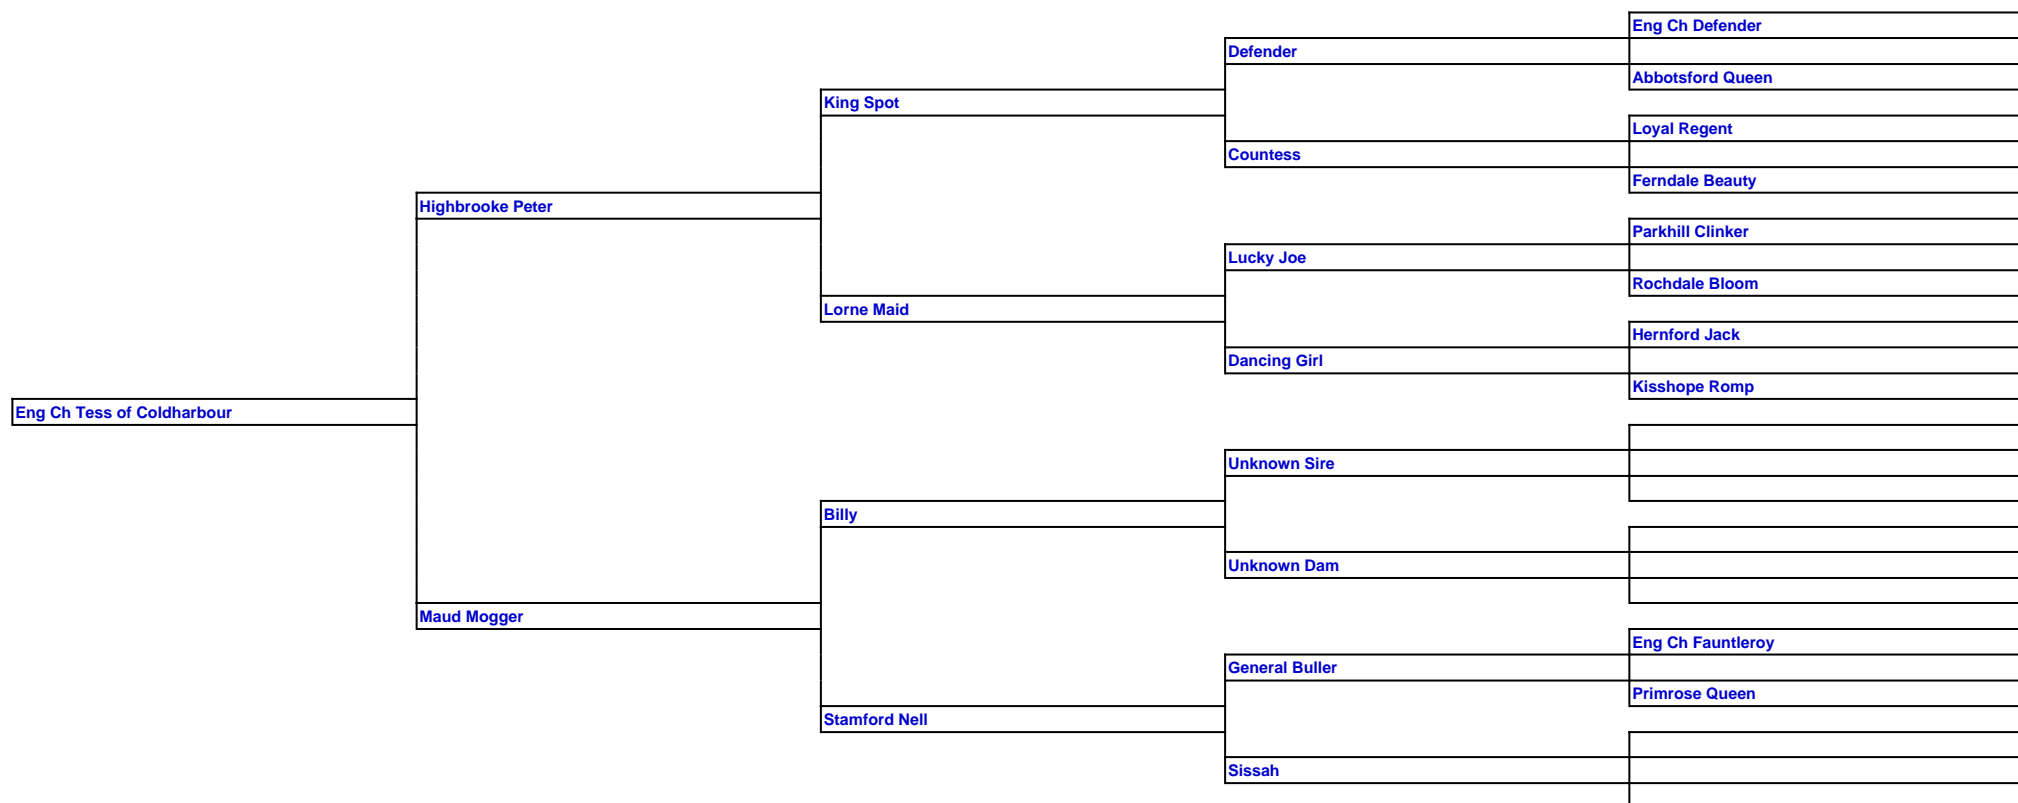 Eng Ch Defender
Defender
Abbotsford Queen
King Spot
Loyal Regent
Countess
Ferndale Beauty
Highbrooke Peter
Parkhill Clinker
Lucky Joe
Rochdale Bloom
Lorne Maid
Hernford Jack
Dancing Girl
Kisshope Romp
Eng Ch Tess of Coldharbour
Unknown Sire
Billy
Unknown Dam
Maud Mogger
Eng Ch Fauntleroy
General Buller
Primrose Queen
Stamford Nell
Sissah